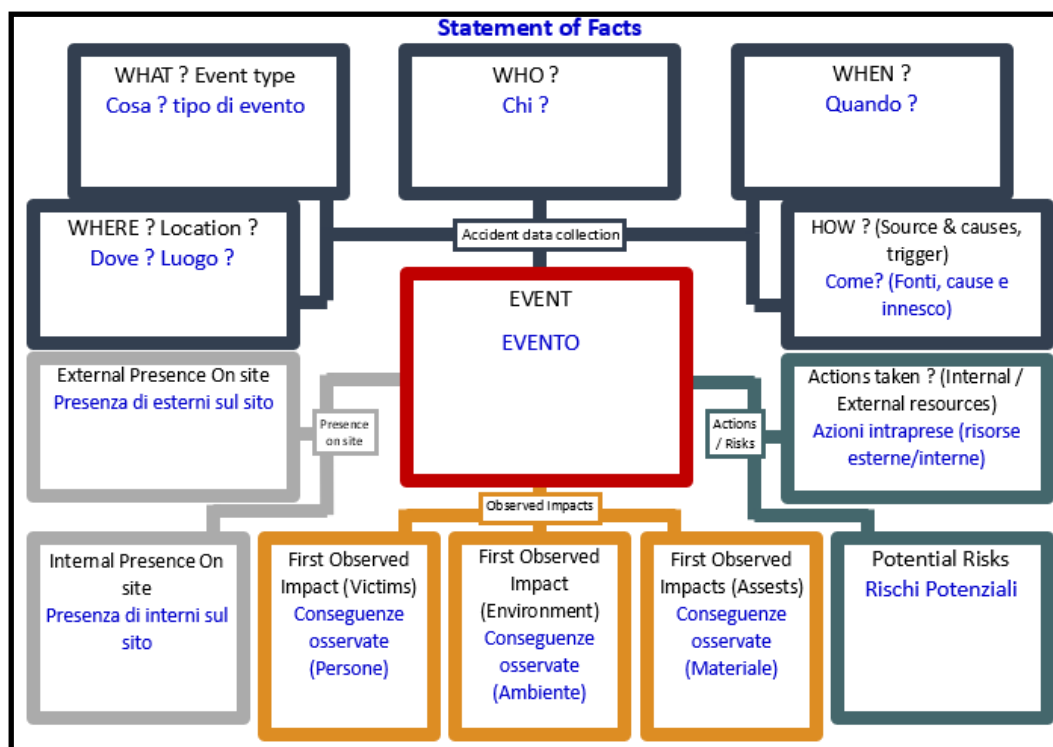 Statement of Facts
WHAT ? Event type
Cosa ? tipo di evento
WHO ?
Chi ?
WHEN ?
Quando ?
WHERE ? Location ?
Dove ? Luogo ?
Accident data collection
HOW ? (Source & causes,
trigger)
Come? (Fonti, cause e
innesco)
EVENT
EVENTO
External Presence On site
Presenza di esterni sul sito
Presence
on site
Actions
/ Risks
Actions taken ? (Internal /
External resources)
Azioni intraprese (risorse
esterne/interne)
Observed Impacts
Internal Presence On
site
Presenza di interni sul
sito
First Observed
Impact (Victims)
Conseguenze
osservate
(Persone)
First Observed
Impact
(Environment)
Conseguenze
osservate
(Ambiente)
First Observed
Impacts (Assests)
Conseguenze
osservate
(Materiale)
Potential Risks
Rischi Potenziali